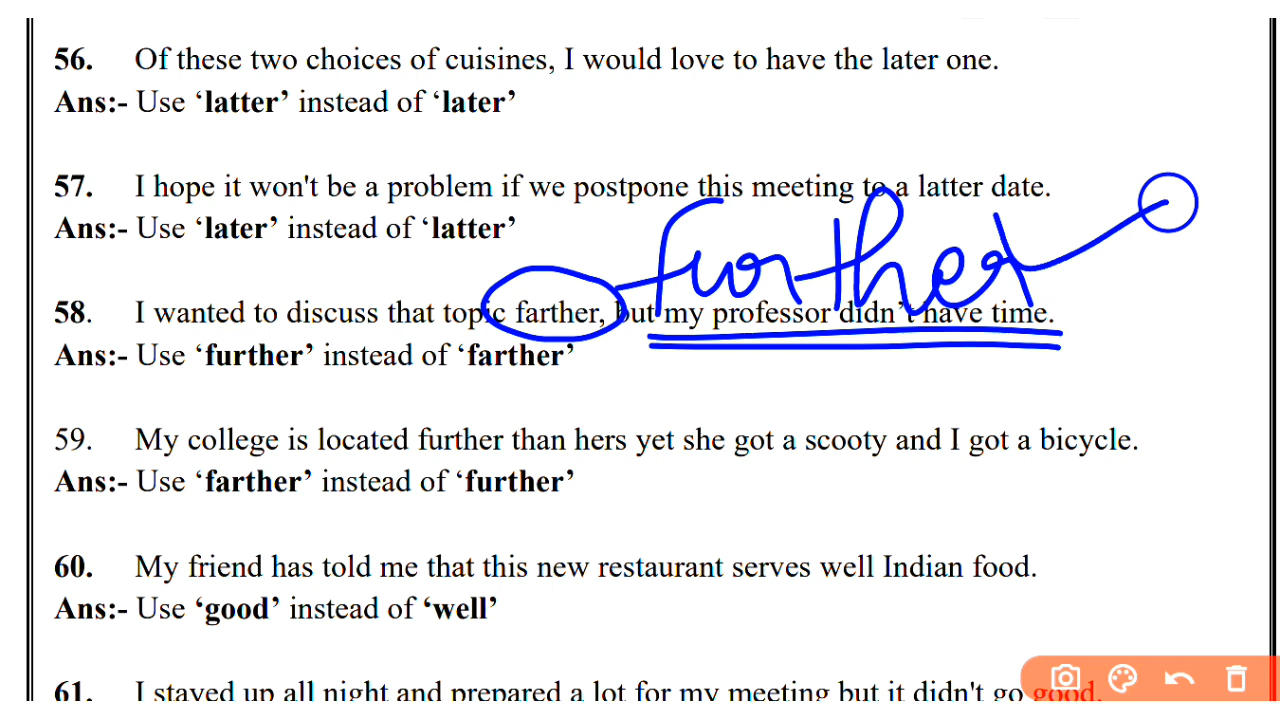 56. Of these two choices of cuisines, I would love to have the later one.
Ans:- Use ‘latter’ instead of ‘later’
57. I hope it won't be a problem if we postpone this meeting to a latter date.
Ans:- Use ‘later’ instead of ‘latter’
further
58. I wanted to discuss that topic farther, but my professor didn’t have time.
Ans:- Use ‘further’ instead of ‘farther’
59. My college is located further than hers yet she got a scooty and I got a bicycle.
Ans:- Use ‘farther’ instead of ‘further’
60. My friend has told me that this new restaurant serves well Indian food.
Ans:- Use ‘good’ instead of ‘well’
61. I stayed up all night and prepared a lot for my meeting but it didn't go good.